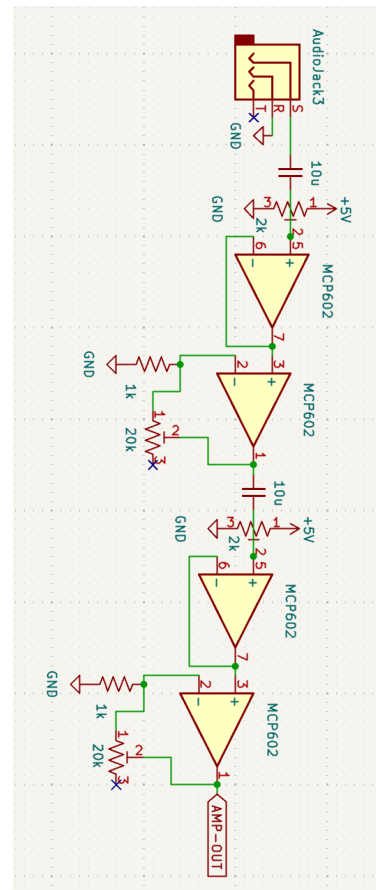 AudioJack3
T
R
S
GND
10u
GND
3
1
+5V
2k
2
6
5
MCP602
7
GND
2
3
MCP602
1k
1
20k
2
3
1
10u
GND
3
1
+5V
2k
2
6
5
MCP602
7
GND
2
3
MCP602
1k
1
20k
2
3
1
AMP-OUT